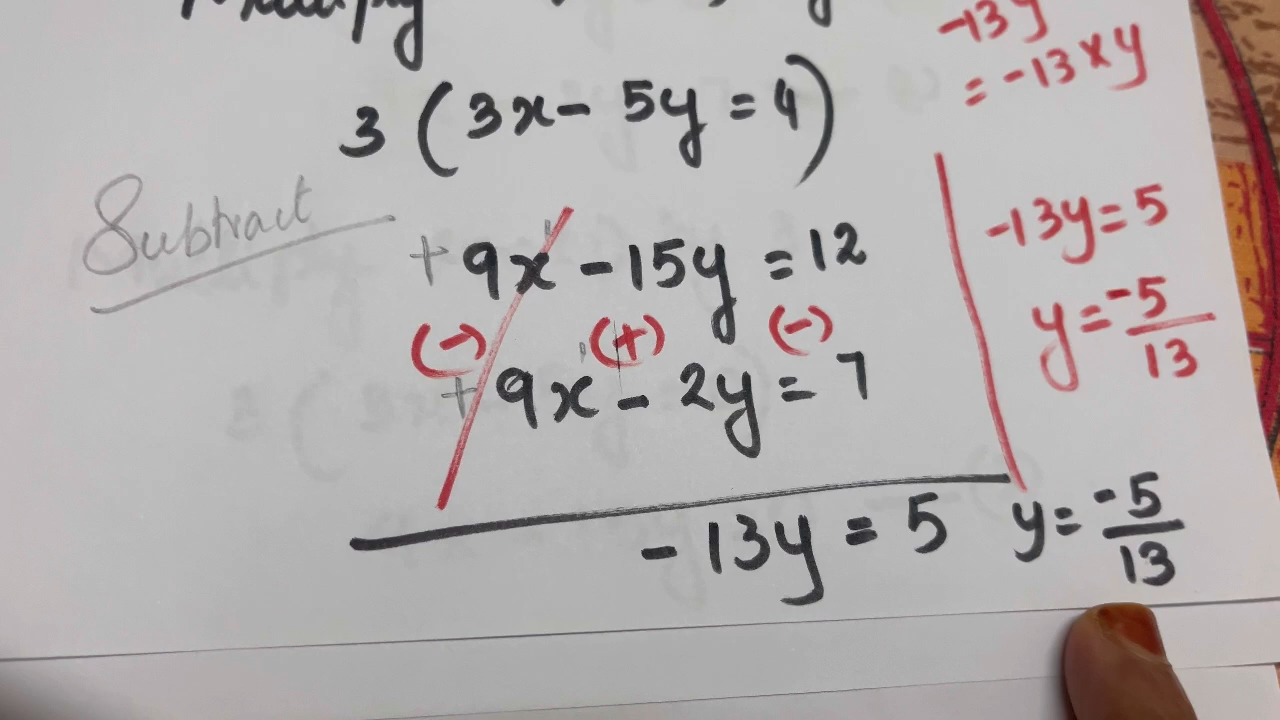 Multiply
3 (3x - 5y = 4)
Subtract
+ 9x - 15y = 12
(-) (+) (-)
+ 9x - 2y = 7
-13y = 5
y = -5/13
-13y
= -13 x y
-13y = 5
y = -5/13